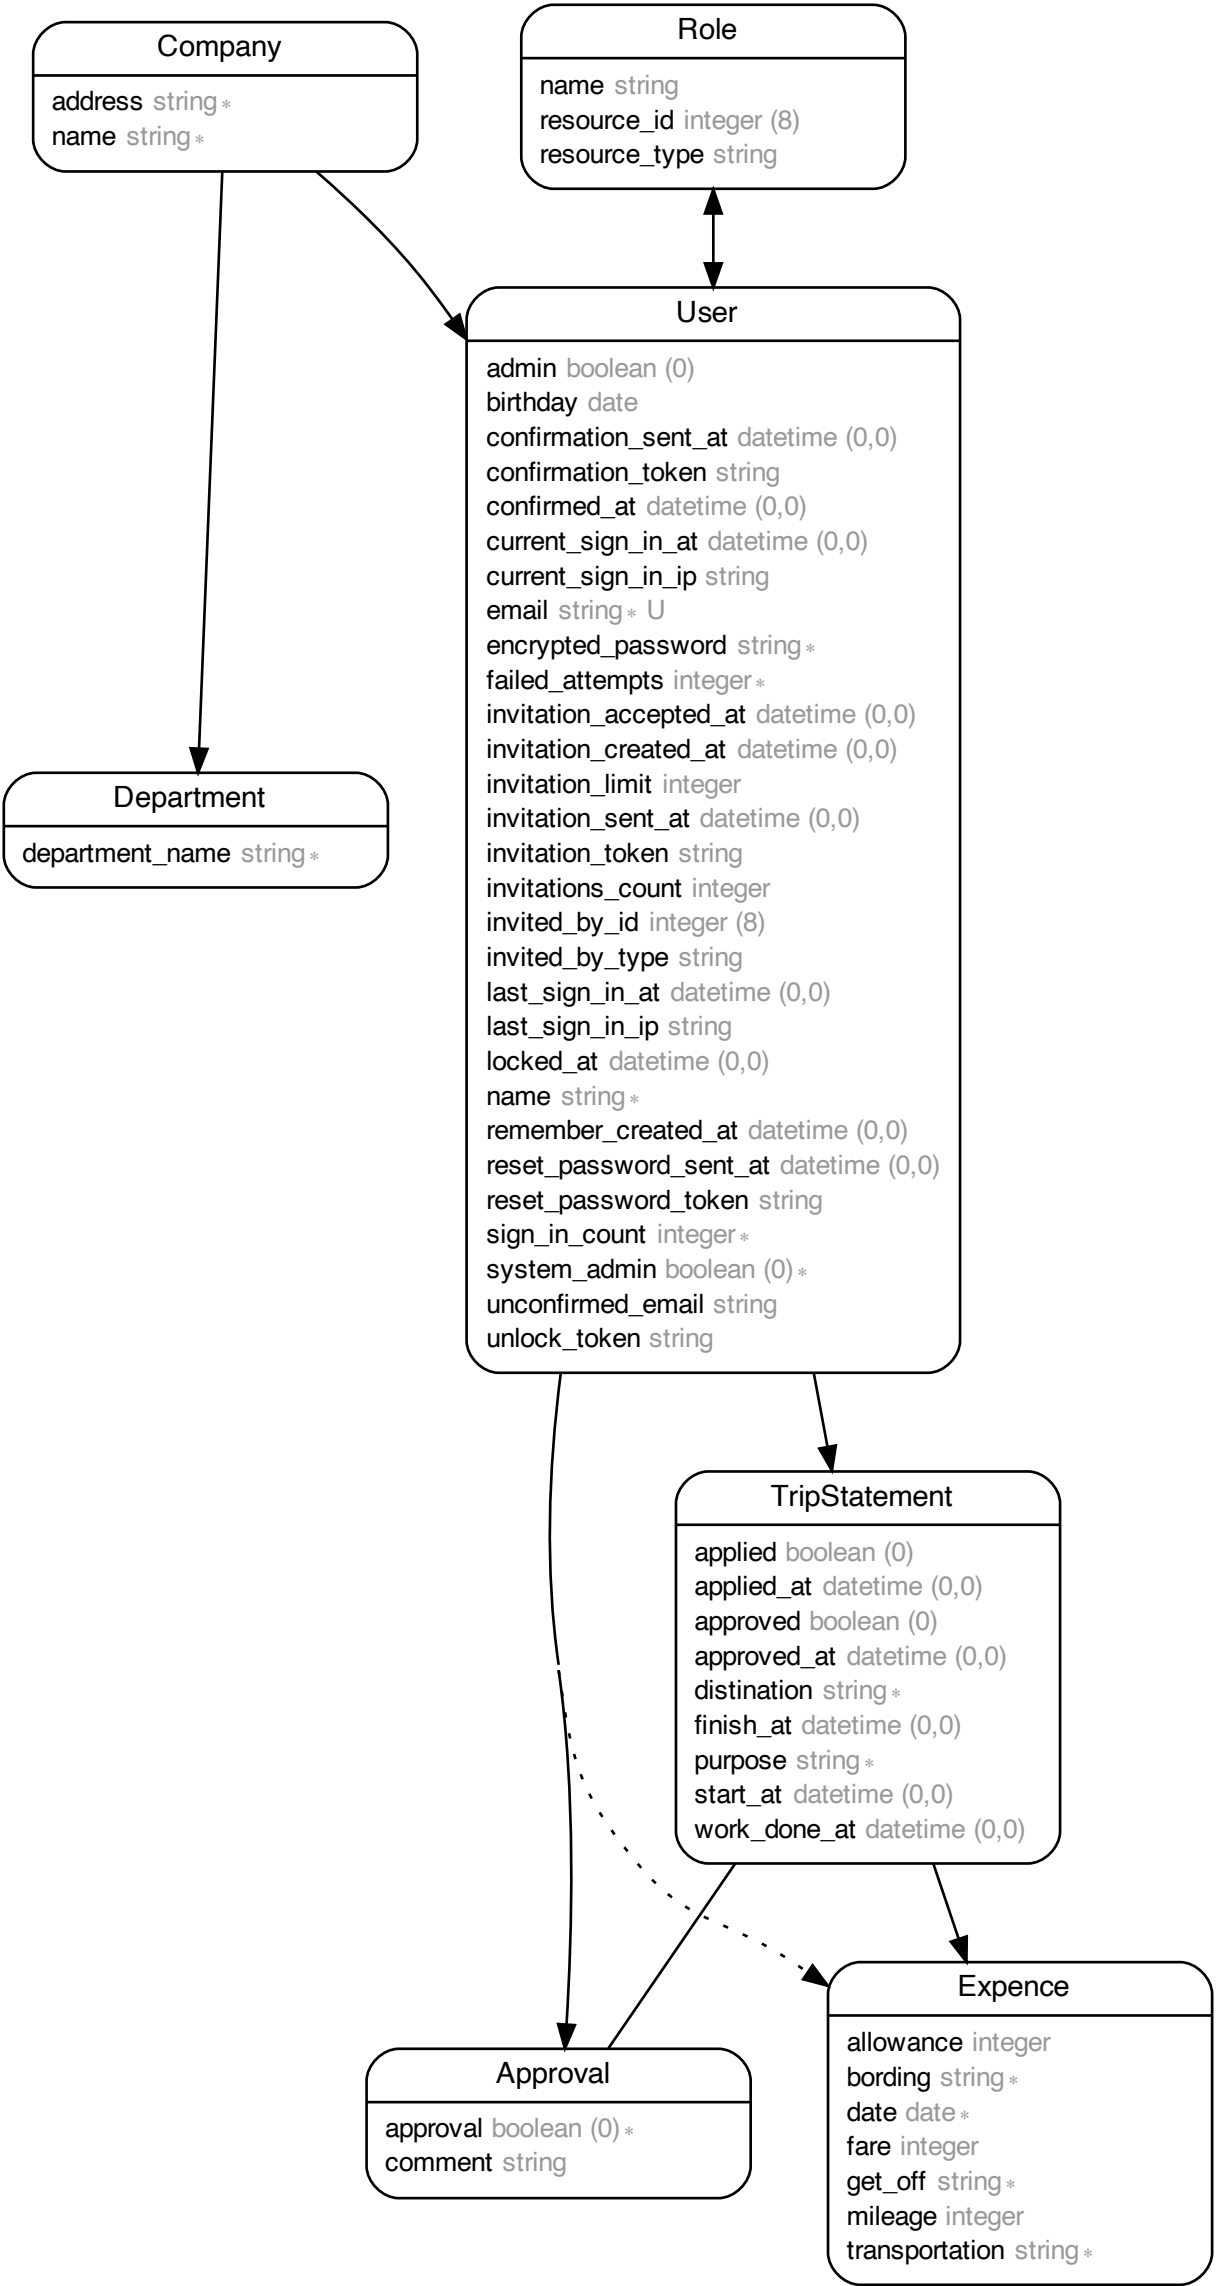 Company
address string∗
name string∗
Role
name string
resource_id integer (8)
resource_type string
User
admin boolean (0)
birthday date
confirmation_sent_at datetime (0,0)
confirmation_token string
confirmed_at datetime (0,0)
current_sign_in_at datetime (0,0)
current_sign_in_ip string
email string∗ U
encrypted_password string∗
failed_attempts integer∗
invitation_accepted_at datetime (0,0)
invitation_created_at datetime (0,0)
invitation_limit integer
invitation_sent_at datetime (0,0)
invitation_token string
invitations_count integer
invited_by_id integer (8)
invited_by_type string
last_sign_in_at datetime (0,0)
last_sign_in_ip string
locked_at datetime (0,0)
name string∗
remember_created_at datetime (0,0)
reset_password_sent_at datetime (0,0)
reset_password_token string
sign_in_count integer∗
system_admin boolean (0)∗
unconfirmed_email string
unlock_token string
Department
department_name string∗
TripStatement
applied boolean (0)
applied_at datetime (0,0)
approved boolean (0)
approved_at datetime (0,0)
distination string∗
finish_at datetime (0,0)
purpose string∗
start_at datetime (0,0)
work_done_at datetime (0,0)
Approval
approval boolean (0)∗
comment string
Expence
allowance integer
bording string∗
date date∗
fare integer
get_off string∗
mileage integer
transportation string∗